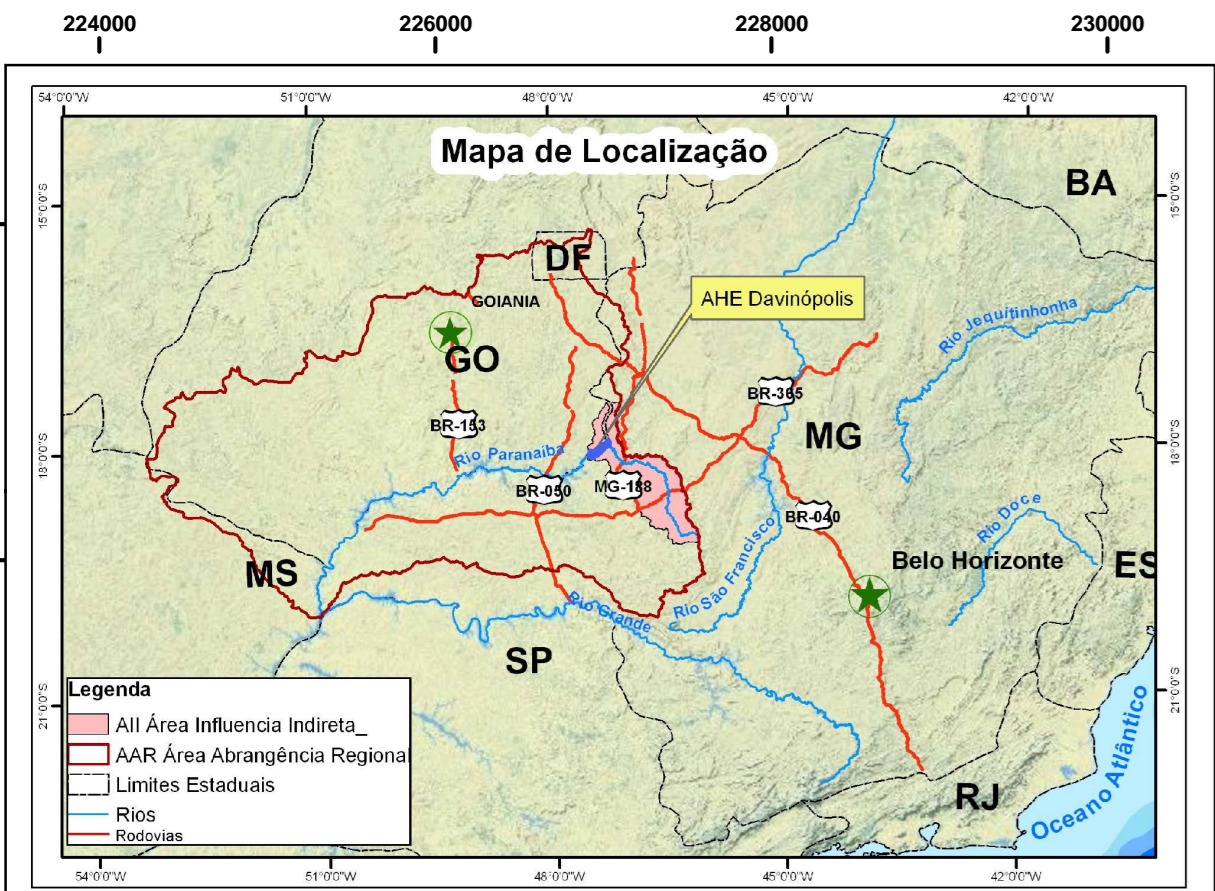 224000 226000 228000 230000
54°0'0"W 51°0'0"W 48°0'0"W 45°0'0"W 42°0'0"W
Mapa de Localização
BA
15°0'0"S
15°0'0"S
DF
GOIANIA
AHE Davinópolis
Rio Jequitinhonha
GO
BR-365
BR-153
MG
Rio Paranaíba
18°0'0"S
18°0'0"S
BR-050
MG-188
BR-040
Rio Doce
Belo Horizonte
ES
MS
Rio São Francisco
Rio Grande
SP
Legenda
AII Área Influencia Indireta_
AAR Área Abrangência Regional
Limites Estaduais
Rios
Rodovias
21°0'0"S
21°0'0"S
RJ
Oceano Atlântico
54°0'0"W 51°0'0"W 48°0'0"W 45°0'0"W 42°0'0"W